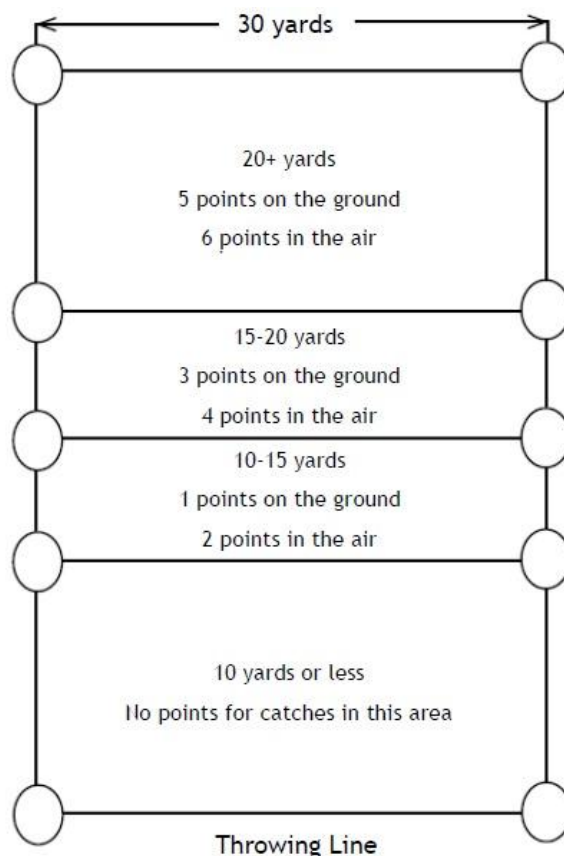 30 yards
20+ yards
5 points on the ground
6 points in the air
15-20 yards
3 points on the ground
4 points in the air
10-15 yards
1 points on the ground
2 points in the air
10 yards or less
No points for catches in this area
Throwing Line